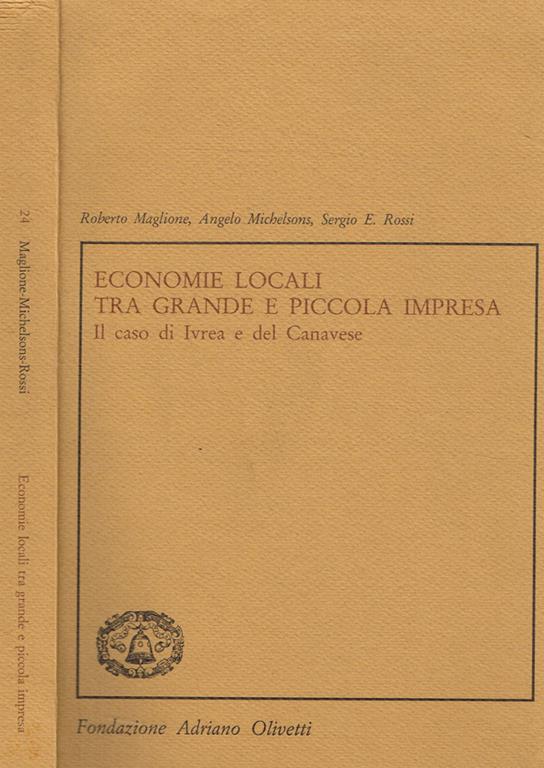 24 Maglione-Michelsons-Rossi Economie locali tra grande e piccola impresa
Roberto Maglione, Angelo Michelsons, Sergio E. Rossi
ECONOMIE LOCALI
TRA GRANDE E PICCOLA IMPRESA
Il caso di Ivrea e del Canavese
Fondazione Adriano Olivetti